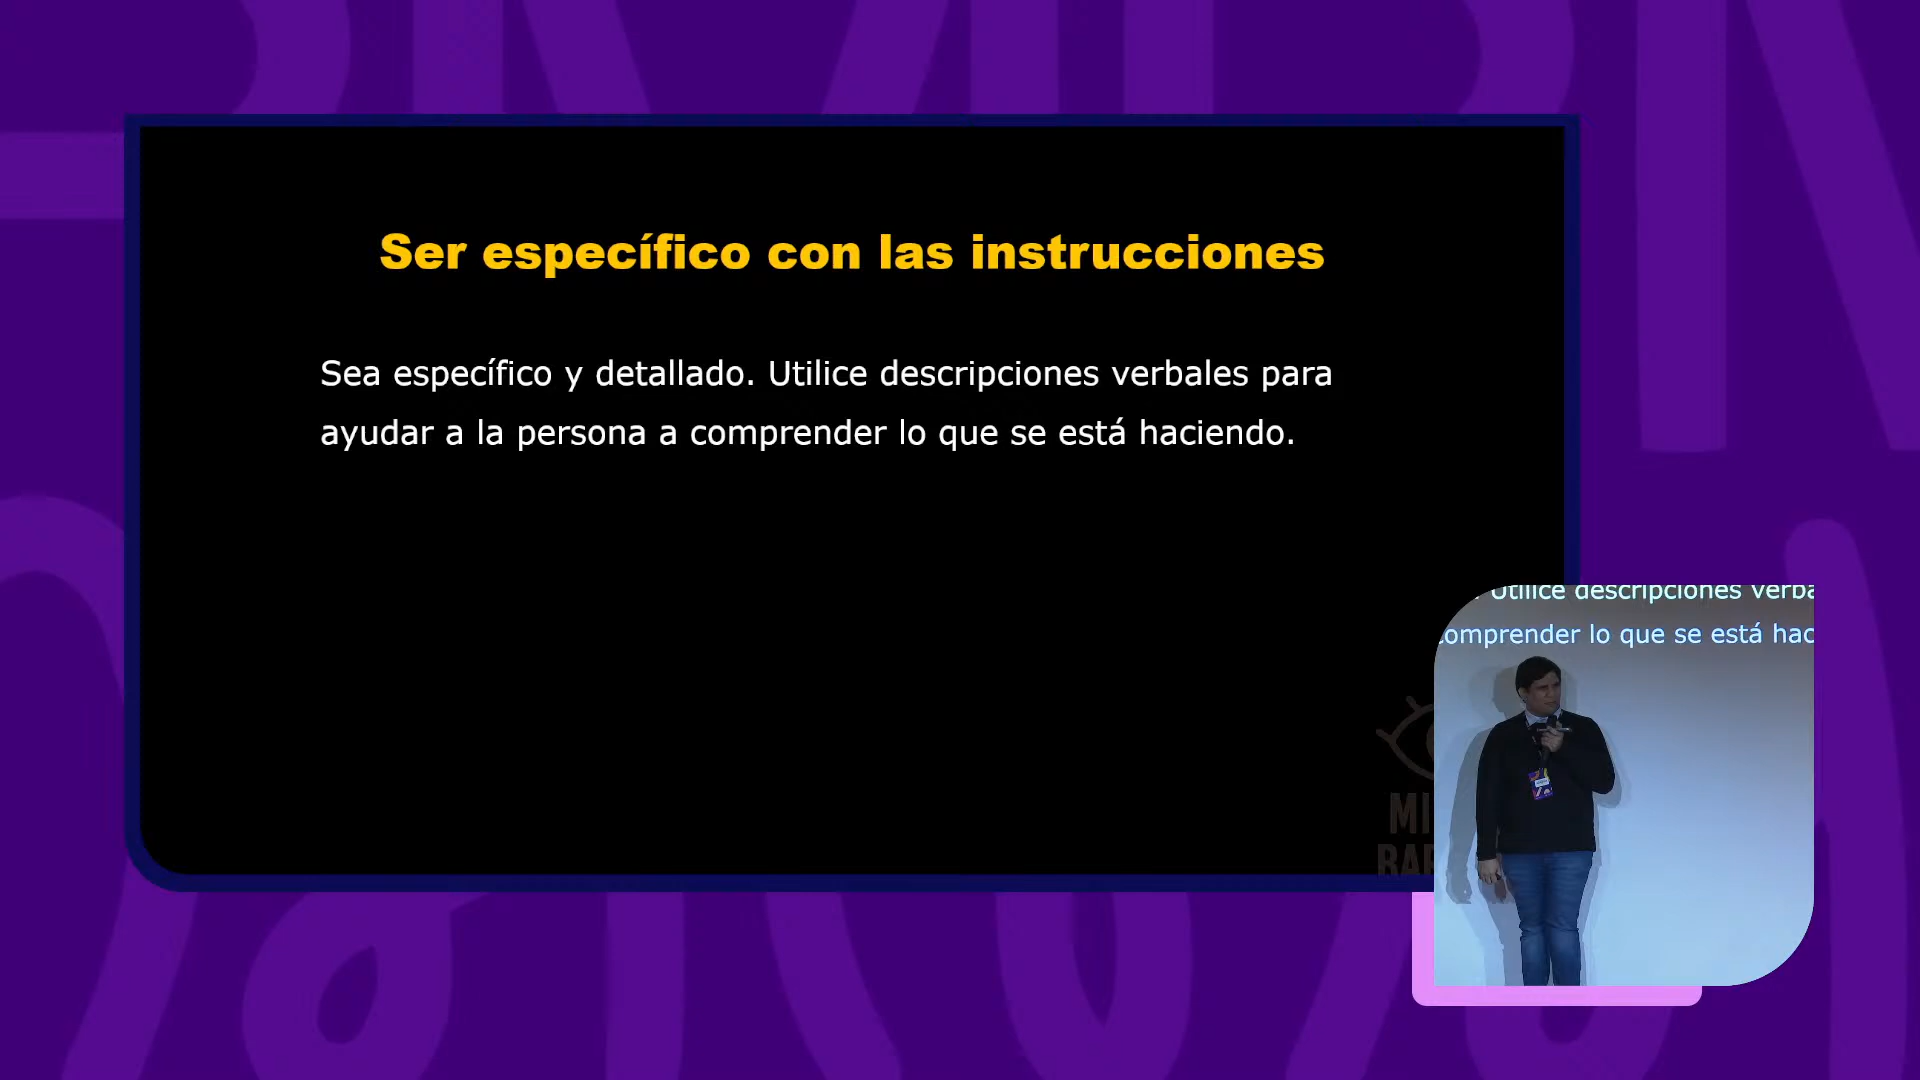 Ser específico con las instrucciones
Sea específico y detallado. Utilice descripciones verbales para
ayudar a la persona a comprender lo que se está haciendo.
Utilice descripciones
comprender lo que se está